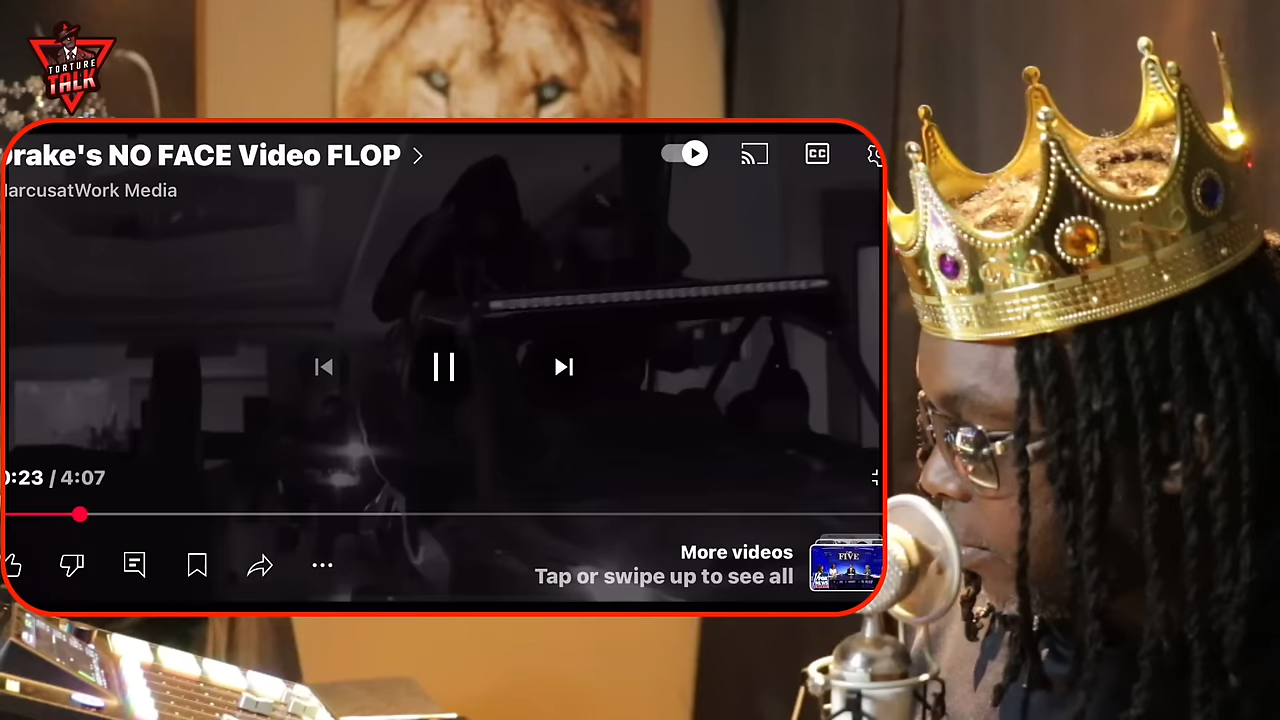 TORTURE
TALK
rake's NO FACE Video FLOP
arcusatWork Media
CC
:23 / 4:07
More videos
Tap or swipe up to see all
FIVE